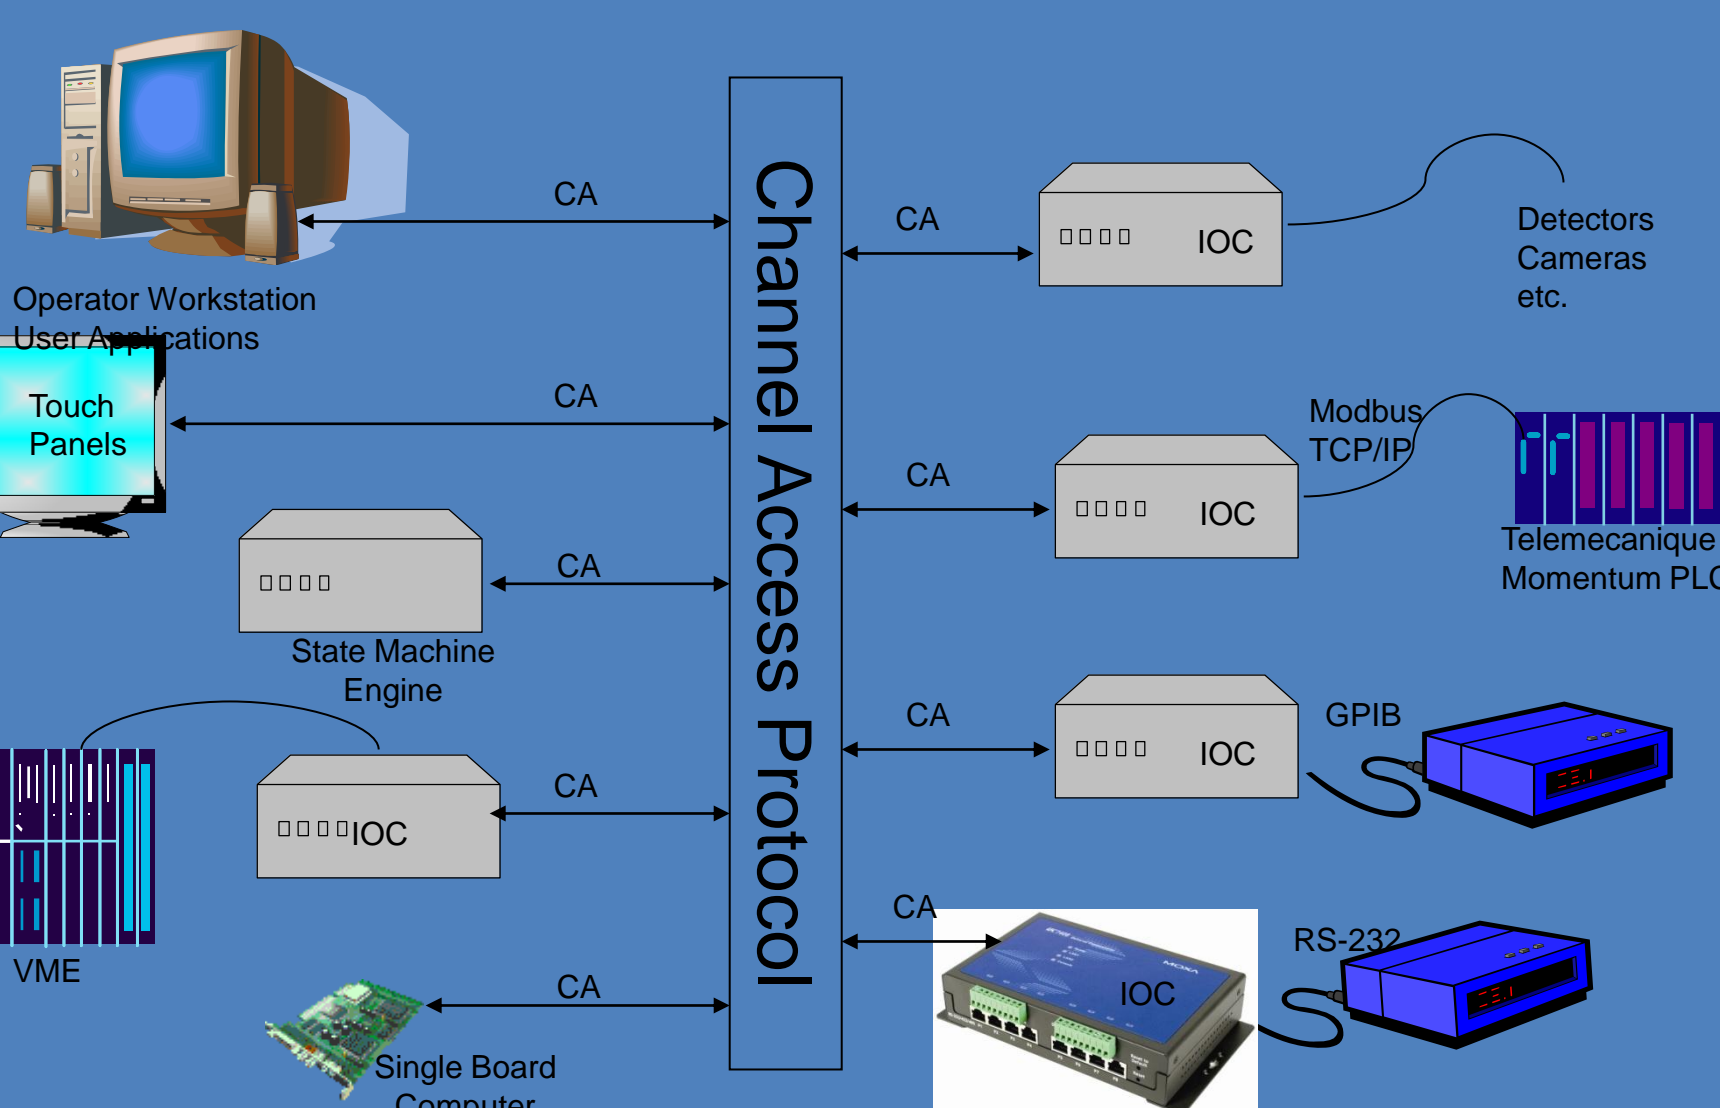 CA
Operator Workstation
User Applications
Touch
Panels
CA
CA
State Machine
Engine
CA
IOC
VME
CA
Single Board
Computer
Channel Access Protocol
CA
IOC
Detectors
Cameras
etc.
CA
IOC
Modbus
TCP/IP
Telemecanique
Momentum PLC
CA
IOC
GPIB
CA
MOXA
IOC
RS-232